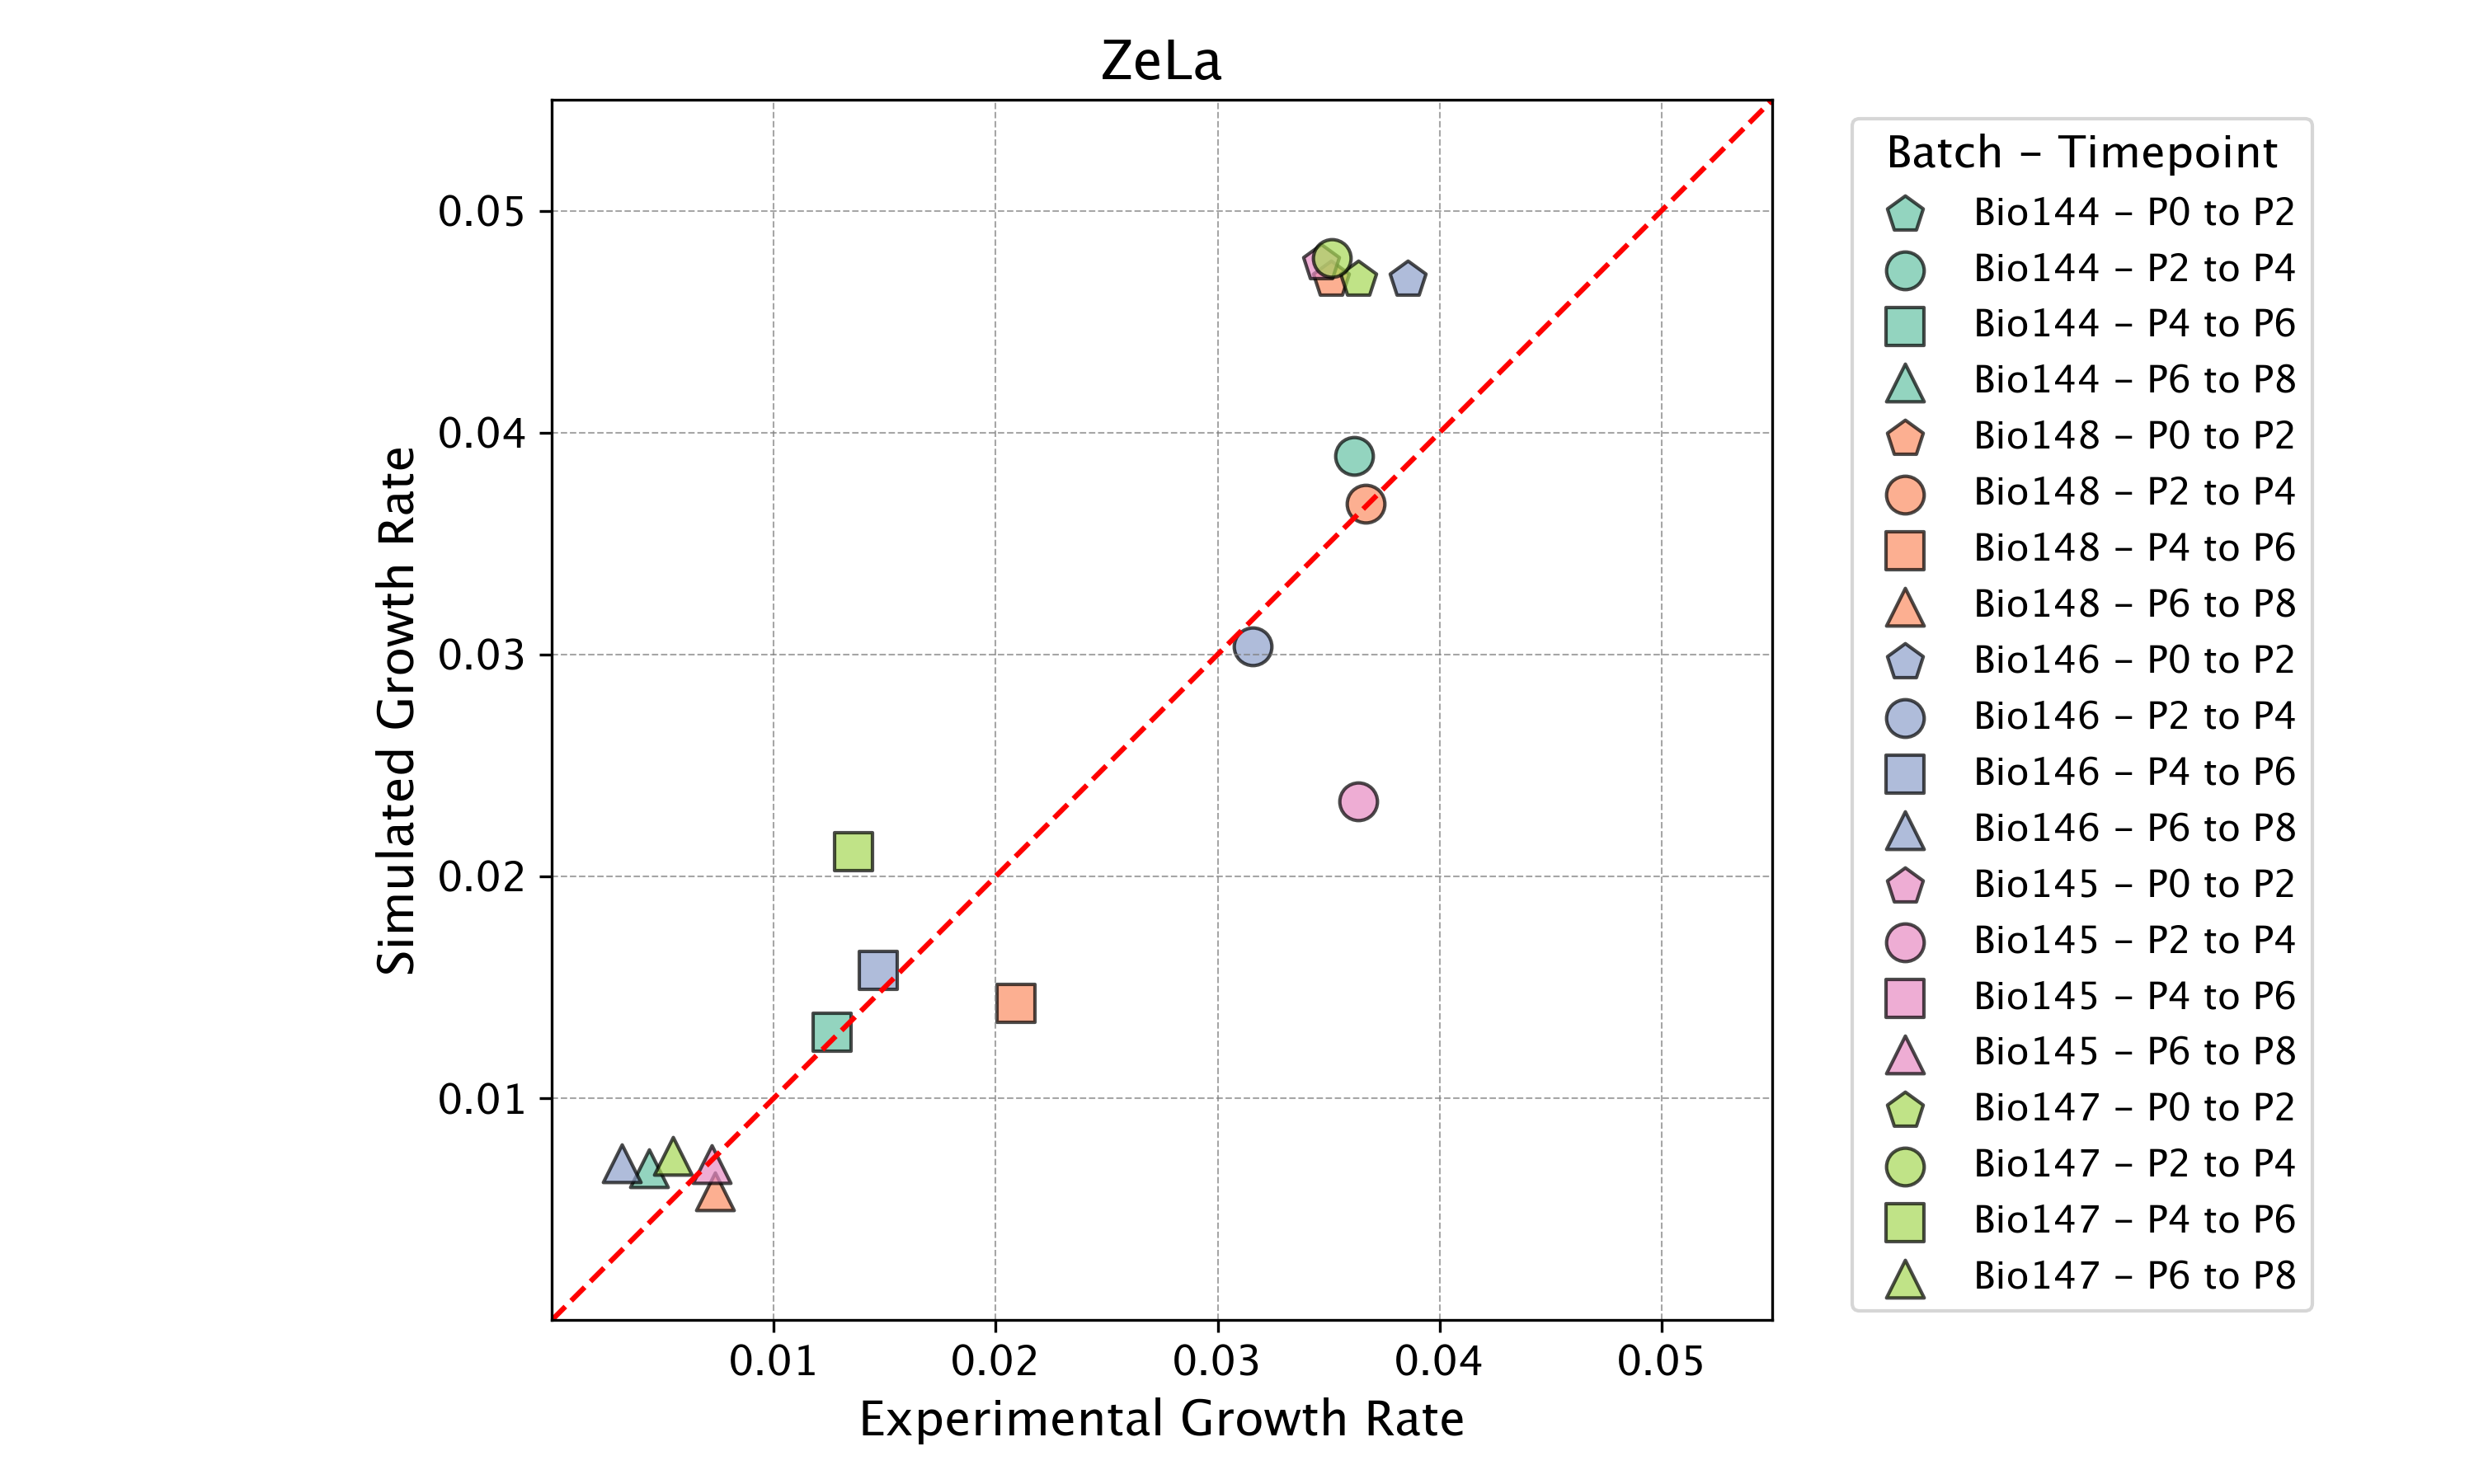 ZeLa
Simulated Growth Rate
0.05
0.04
0.03
0.02
0.01
0.01
0.02
0.03
0.04
0.05
Experimental Growth Rate
Batch – Timepoint
Bio144 – P0 to P2
Bio144 – P2 to P4
Bio144 – P4 to P6
Bio144 – P6 to P8
Bio148 – P0 to P2
Bio148 – P2 to P4
Bio148 – P4 to P6
Bio148 – P6 to P8
Bio146 – P0 to P2
Bio146 – P2 to P4
Bio146 – P4 to P6
Bio146 – P6 to P8
Bio145 – P0 to P2
Bio145 – P2 to P4
Bio145 – P4 to P6
Bio145 – P6 to P8
Bio147 – P0 to P2
Bio147 – P2 to P4
Bio147 – P4 to P6
Bio147 – P6 to P8